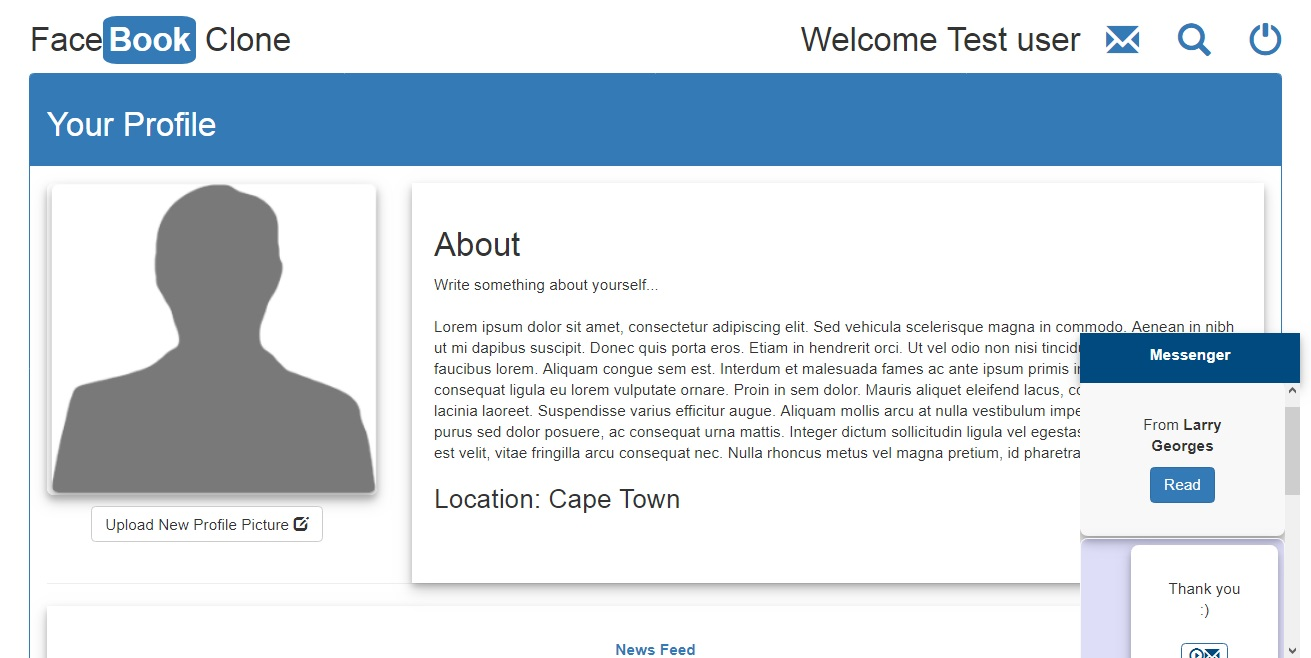 FaceBook Clone
Welcome Test user
Your Profile
About
Write something about yourself...
Lorem ipsum dolor sit amet, consectetur adipiscing elit. Sed vehicula scelerisque magna in commodo. Aenean in nibh
ut mi dapibus suscipit. Donec quis porta eros. Etiam in hendrerit orci. Ut vel odio non nisi
faucibus lorem. Aliquam congue sem est. Interdum et malesuada fames ac ante ipsum primis
consequat ligula eu lorem vulputate ornare. Proin in sem dolor. Mauris aliquet eleifend lacus,
lacinia laoreet. Suspendisse varius efficitur augue. Aliquam mollis arcu at nulla vestibulum
purus sed dolor posuere, ac consequat urna mattis. Integer dictum sollicitudin ligula vel
est velit, vitae fringilla arcu consequat nec. Nulla rhoncus metus vel magna pretium, id
Location: Cape Town
Upload New Profile Picture
Messenger
From Larry
Georges
Read
Thank you
:)
News Feed